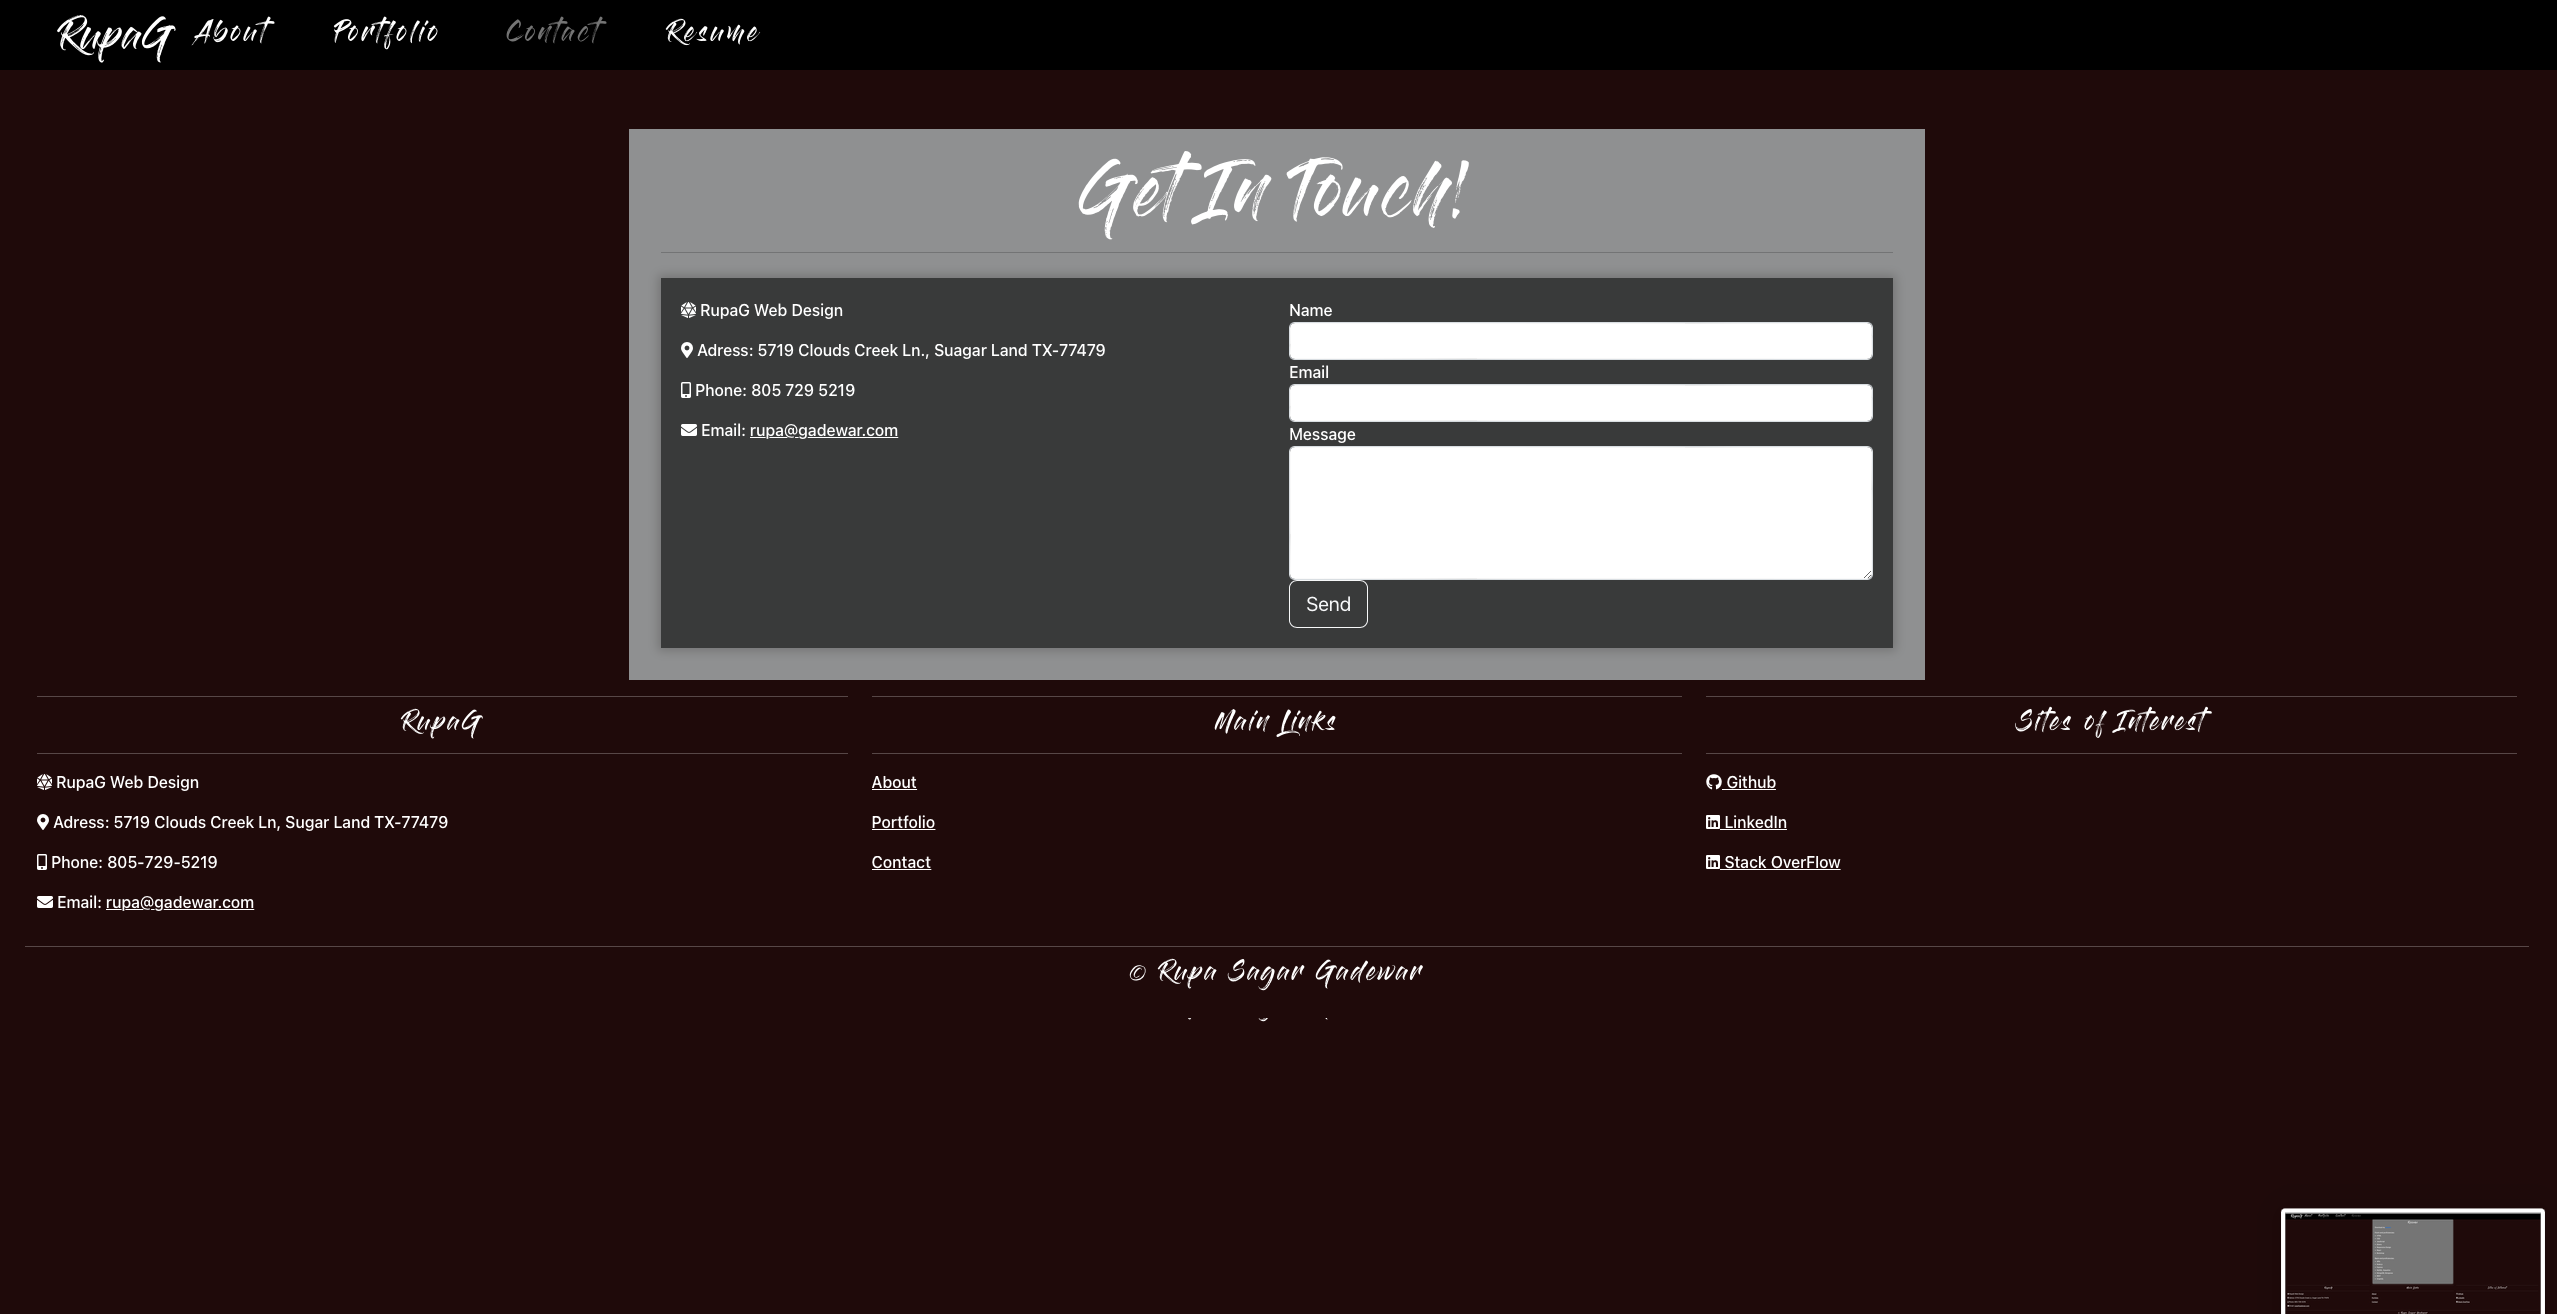 RupaG About Portfolio Contact Resume
Get In Touch!
RupaG Web Design
Adress: 5719 Clouds Creek Ln., Suagar Land TX-77479
Phone: 805 729 5219
Email: rupa@gadewar.com
Name
Email
Message
Send
RupaG
RupaG Web Design
Adress: 5719 Clouds Creek Ln, Sugar Land TX-77479
Phone: 805-729-5219
Email: rupa@gadewar.com
Main Links
About
Portfolio
Contact
Sites of Interest
Github
LinkedIn
Stack OverFlow
© Rupa Sagar Gadewar